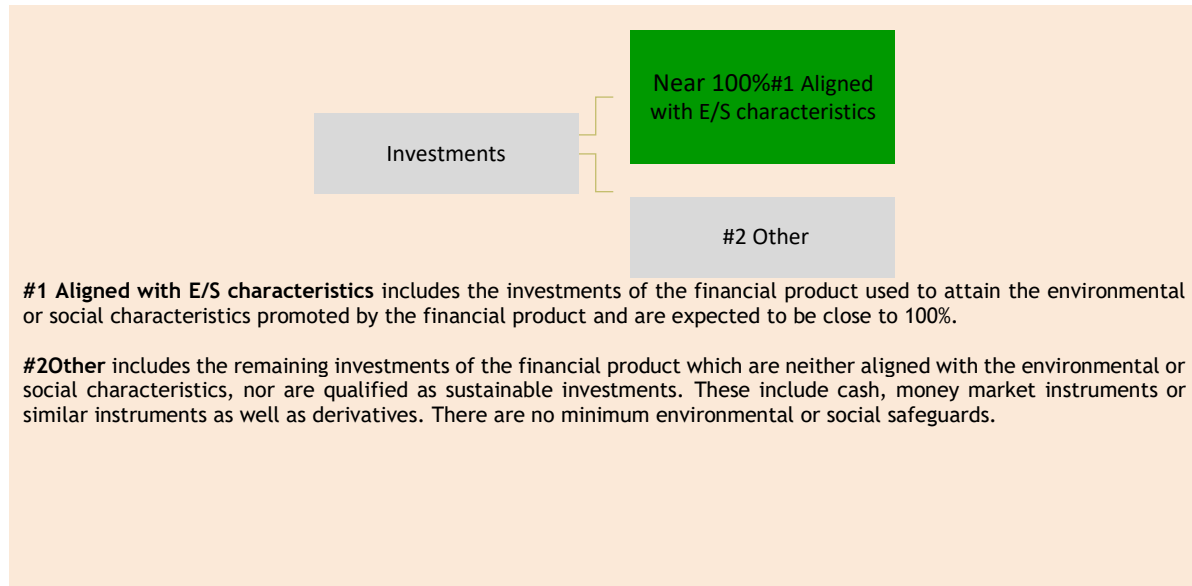 Near 100%#1 Aligned
with E/S characteristics
Investments
#2 Other
#1 Aligned with E/S characteristics includes the investments of the financial product used to attain the environmental
or social characteristics promoted by the financial product and are expected to be close to 100%.
#2Other includes the remaining investments of the financial product which are neither aligned with the environmental or
social characteristics, nor are qualified as sustainable investments. These include cash, money market instruments or
similar instruments as well as derivatives. There are no minimum environmental or social safeguards.